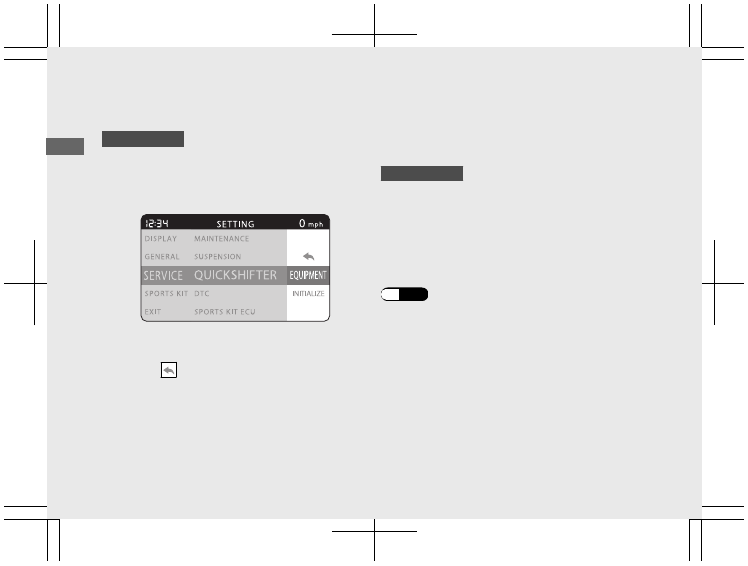 12:34 SETTING 0 mph
DISPLAY MAINTENANCE
GENERAL SUSPENSION
SERVICE QUICKSHIFTER EQUIPMENT
SPORTS KIT DTC INITIALIZE
EXIT SPORTS KIT ECU